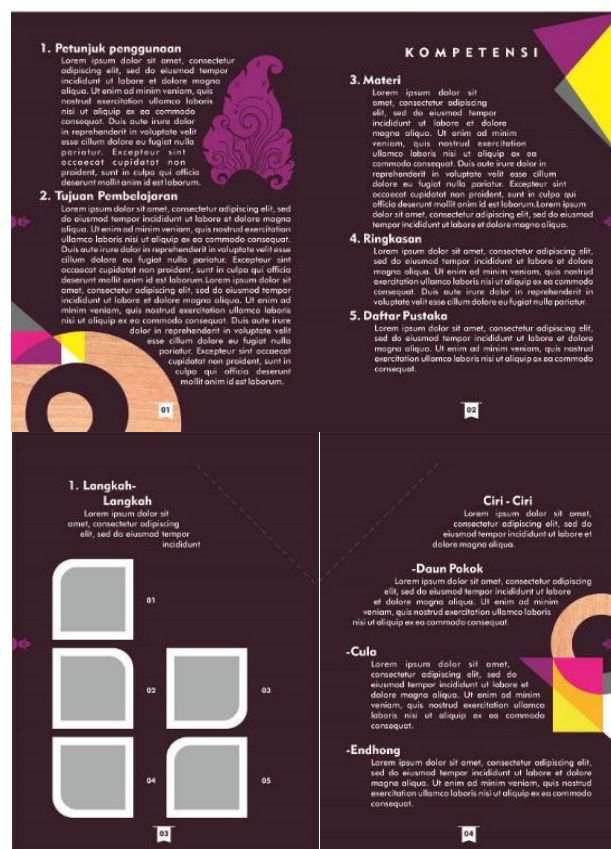 1. Petunjuk penggunaan
Lorem ipsum dolor sit amet, consectetur
adipiscing elit, sed do eiusmod tempor
incididunt ut labore et dolore magna
aliqua. Ut enim ad minim veniam, quis
nostrud exercitation ullamco laboris
nisi ut aliquip ex ea commodo
consequat. Duis aute irure dolor
in reprehenderit in voluptate velit
esse cillum dolore eu fugiat nulla
pariatur. Excepteur sint
occaecat cupidatat non
proident, sunt in culpa qui officia
deserunt mollit anim id est laborum.
2. Tujuan Pembelajaran
Lorem ipsum dolor sit amet, consectetur adipiscing elit, sed
do eiusmod tempor incididunt ut labore et dolore magna
aliqua. Ut enim ad minim veniam, quis nostrud exercitation
ullamco laboris nisi ut aliquip ex ea commodo consequat.
Duis aute irure dolor in reprehenderit in voluptate velit esse
cillum dolore eu fugiat nulla pariatur. Excepteur sint
occaecat cupidatat non proident, sunt in culpa qui officia
deserunt mollit anim id est laborum.Lorem ipsum dolor sit
amet, consectetur adipiscing elit, sed do eiusmod tempor
incididunt ut labore et dolore magna aliqua. Ut enim ad
minim veniam, quis nostrud exercitation ullamco laboris
nisi ut aliquip ex ea commodo consequat. Duis aute irure
dolor in reprehenderit in voluptate velit
esse cillum dolore eu fugiat nulla
pariatur. Excepteur sint occaecat
cupidatat non proident, sunt in
culpa qui officia deserunt
mollit anim id est laborum.
01
KOMPETENSI
3. Materi
Lorem ipsum dolor sit
amet, consectetur adipiscing
elit, sed do eiusmod tempor
incididunt ut labore et dolore
magna aliqua. Ut enim ad minim
veniam, quis nostrud exercitation
ullamco laboris nisi ut aliquip ex ea
commodo consequat. Duis aute irure dolor in
reprehenderit in voluptate velit esse cillum
dolore eu fugiat nulla pariatur. Excepteur sint
occaecat cupidatat non proident, sunt in culpa qui
officia deserunt mollit anim id est laborum.Lorem ipsum
dolor sit amet, consectetur adipiscing elit, sed do eiusmod
tempor incididunt ut labore et dolore magna aliqua.
4. Ringkasan
Lorem ipsum dolor sit amet, consectetur adipiscing elit,
sed do eiusmod tempor incididunt ut labore et dolore
magna aliqua. Ut enim ad minim veniam, quis nostrud
exercitation ullamco laboris nisi ut aliquip ex ea commodo
consequat. Duis aute irure dolor in reprehenderit in
voluptate velit esse cillum dolore eu fugiat nulla pariatur.
5. Daftar Pustaka
Lorem ipsum dolor sit amet, consectetur adipiscing elit,
sed do eiusmod tempor incididunt ut labore et dolore
magna aliqua. Ut enim ad minim veniam, quis nostrud
exercitation ullamco laboris nisi ut aliquip ex ea commodo
consequat.
02
1. Langkah-
Langkah
Lorem ipsum dolor sit
amet, consectetur adipiscing
elit, sed do eiusmod tempor
incididunt
01
02
03
04
05
03
Ciri - Ciri
Lorem ipsum dolor sit amet,
consectetur adipiscing elit, sed do
eiusmod tempor incididunt ut labore et
dolore magna aliqua.
-Daun Pokok
Lorem ipsum dolor sit amet, consectetur adipiscing
elit, sed do eiusmod tempor incididunt ut labore
et dolore magna aliqua. Ut enim ad minim
veniam, quis nostrud exercitation ullamco laboris
nisi ut aliquip ex ea commodo consequat.
-Cula
Lorem ipsum dolor sit amet,
consectetur adipiscing elit, sed do
eiusmod tempor incididunt ut labore et
dolore magna aliqua. Ut enim ad minim
veniam, quis nostrud exercitation ullamco
laboris nisi ut aliquip ex ea commodo
consequat.
-Endhong
Lorem ipsum dolor sit amet, consectetur adipiscing elit,
sed do eiusmod tempor incididunt ut labore et dolore
magna aliqua. Ut enim ad minim veniam, quis nostrud
exercitation ullamco laboris nisi ut aliquip ex ea commodo
consequat.
04